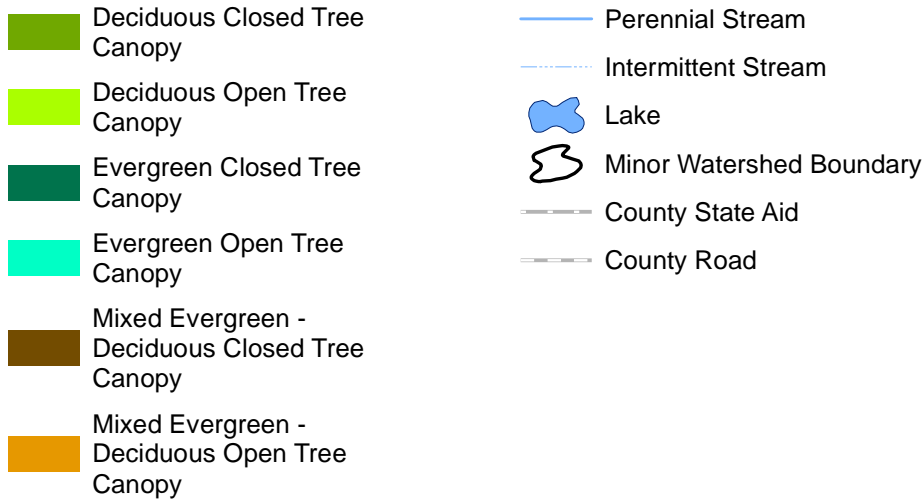 Deciduous Closed Tree
Canopy
Deciduous Open Tree
Canopy
Evergreen Closed Tree
Canopy
Evergreen Open Tree
Canopy
Mixed Evergreen -
Deciduous Closed Tree
Canopy
Mixed Evergreen -
Deciduous Open Tree
Canopy
Perennial Stream
Intermittent Stream
Lake
Minor Watershed Boundary
County State Aid
County Road